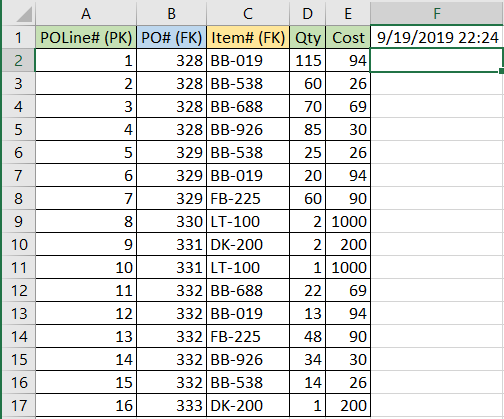 A B C D E F
1 POLine# (PK) PO# (FK) Item# (FK) Qty Cost 9/19/2019 22:24
2 1 328 BB-019 115 94
3 2 328 BB-538 60 26
4 3 328 BB-688 70 69
5 4 328 BB-926 85 30
6 5 329 BB-538 25 26
7 6 329 BB-019 20 94
8 7 329 FB-225 60 90
9 8 330 LT-100 2 1000
10 9 331 DK-200 2 200
11 10 331 LT-100 1 1000
12 11 332 BB-688 22 69
13 12 332 BB-019 13 94
14 13 332 FB-225 48 90
15 14 332 BB-926 34 30
16 15 332 BB-538 14 26
17 16 333 DK-200 1 200